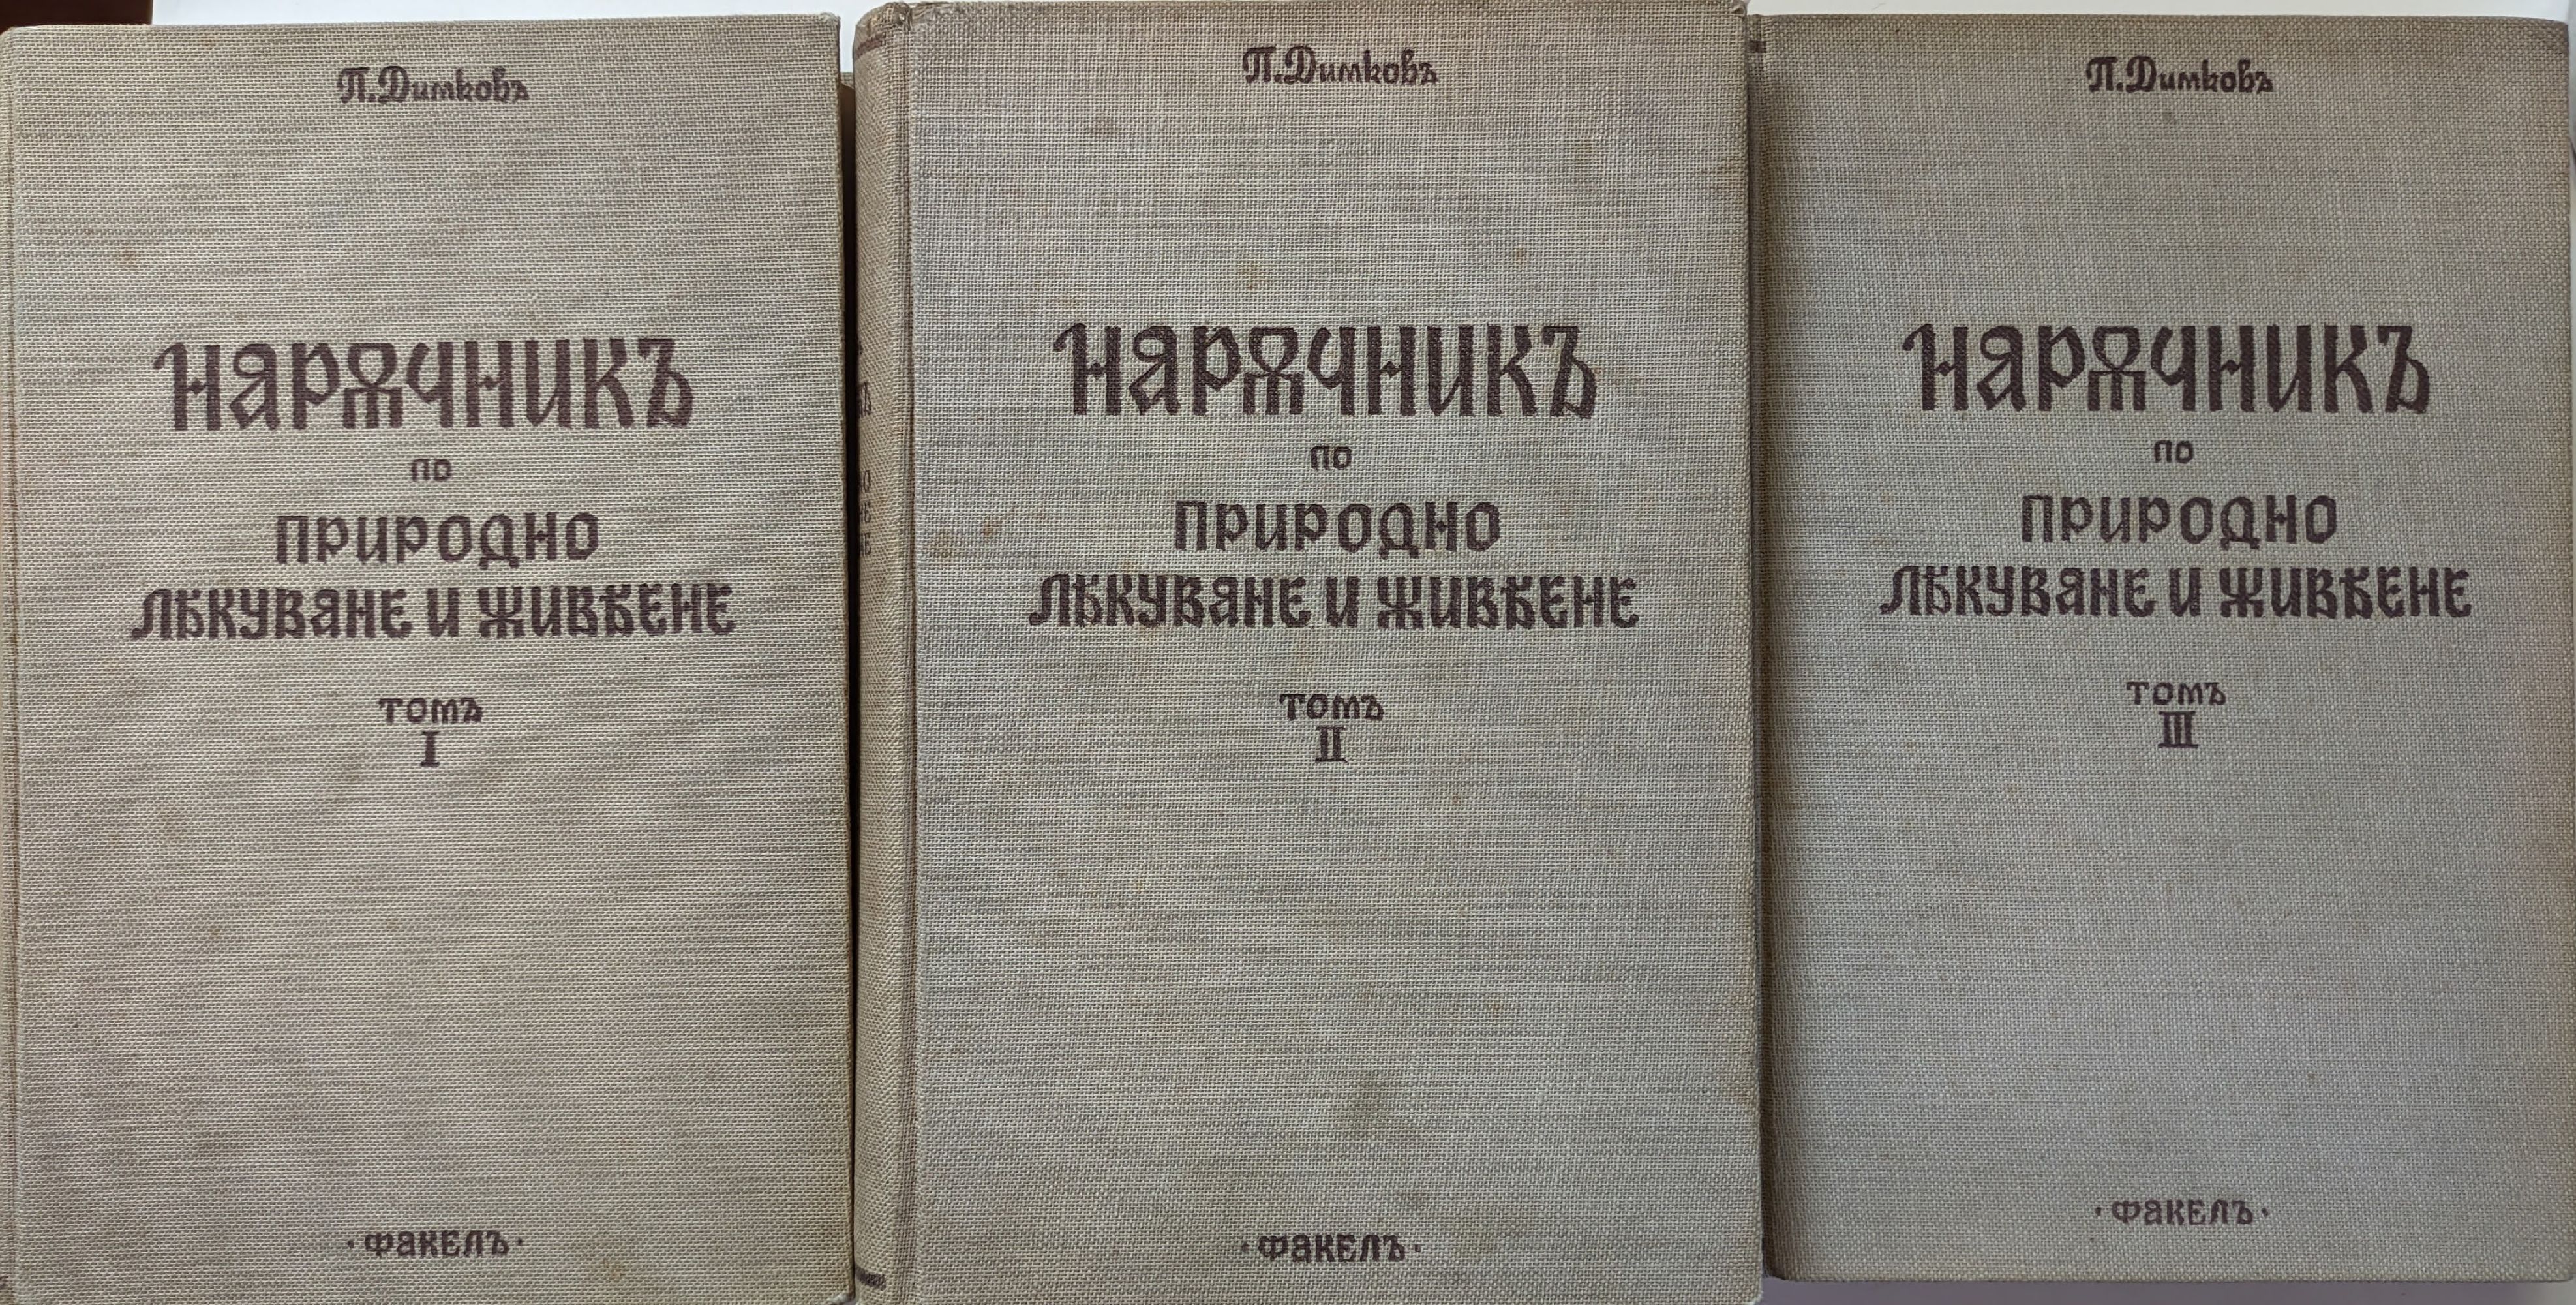 П. Димковъ
НАРѪЧНИКЪ
ПО
ПРИРОДНО
ЛѢКУВАНЕ И ЖИВѢЕНЕ
ТОМЪ
I
·ФАКЕЛЪ·
П. Димковъ
НАРѪЧНИКЪ
ПО
ПРИРОДНО
ЛѢКУВАНЕ И ЖИВѢЕНЕ
ТОМЪ
II
·ФАКЕЛЪ·
П. Димковъ
НАРѪЧНИКЪ
ПО
ПРИРОДНО
ЛѢКУВАНЕ И ЖИВѢЕНЕ
ТОМЪ
III
·ФАКЕЛЪ·